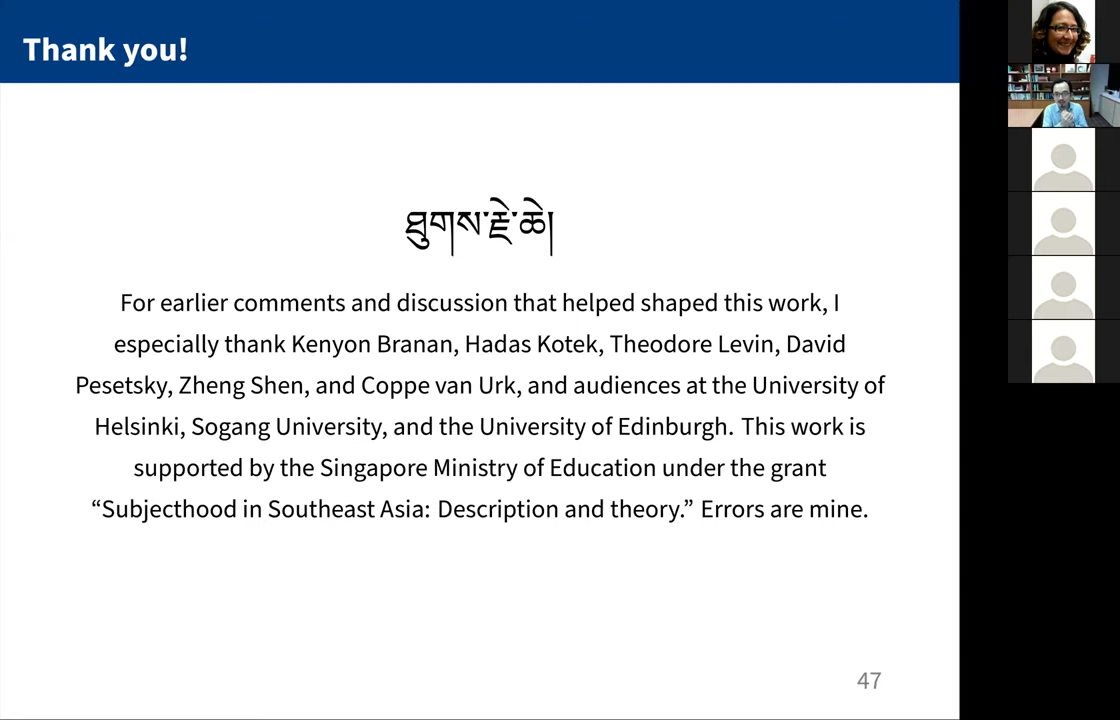 Thank you!
ཐུགས་རྗེ་ཆེ།
For earlier comments and discussion that helped shaped this work, I
especially thank Kenyon Branan, Hadas Kotek, Theodore Levin, David
Pesetsky, Zheng Shen, and Coppe van Urk, and audiences at the University of
Helsinki, Sogang University, and the University of Edinburgh. This work is
supported by the Singapore Ministry of Education under the grant
“Subjecthood in Southeast Asia: Description and theory.” Errors are mine.
47